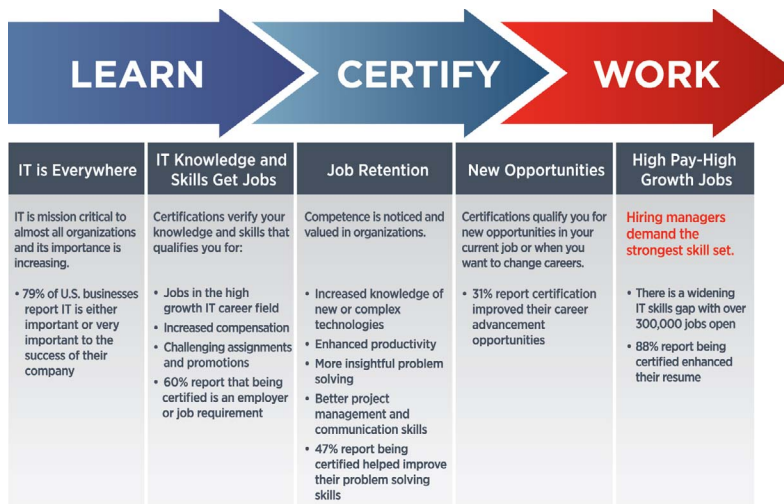 LEARN
CERTIFY
WORK
IT is Everywhere
IT is mission critical to
almost all organizations
and its importance is
increasing.
• 79% of U.S. businesses
report IT is either
important or very
important to the
success of their
company
IT Knowledge and
Skills Get Jobs
Certifications verify your
knowledge and skills that
qualifies you for:
• Jobs in the high
growth IT career field
• Increased compensation
• Challenging assignments
and promotions
• 60% report that being
certified is an employer
or job requirement
Job Retention
Competence is noticed and
valued in organizations.
• Increased knowledge of
new or complex
technologies
• Enhanced productivity
• More insightful problem
solving
• Better project
management and
communication skills
• 47% report being
certified helped improve
their problem solving
skills
New Opportunities
Certifications qualify you for
new opportunities in your
current job or when you
want to change careers.
• 31% report certification
improved their career
advancement
opportunities
High Pay-High
Growth Jobs
Hiring managers
demand the
strongest skill set.
• There is a widening
IT skills gap with over
300,000 jobs open
• 88% report being
certified enhanced
their resume